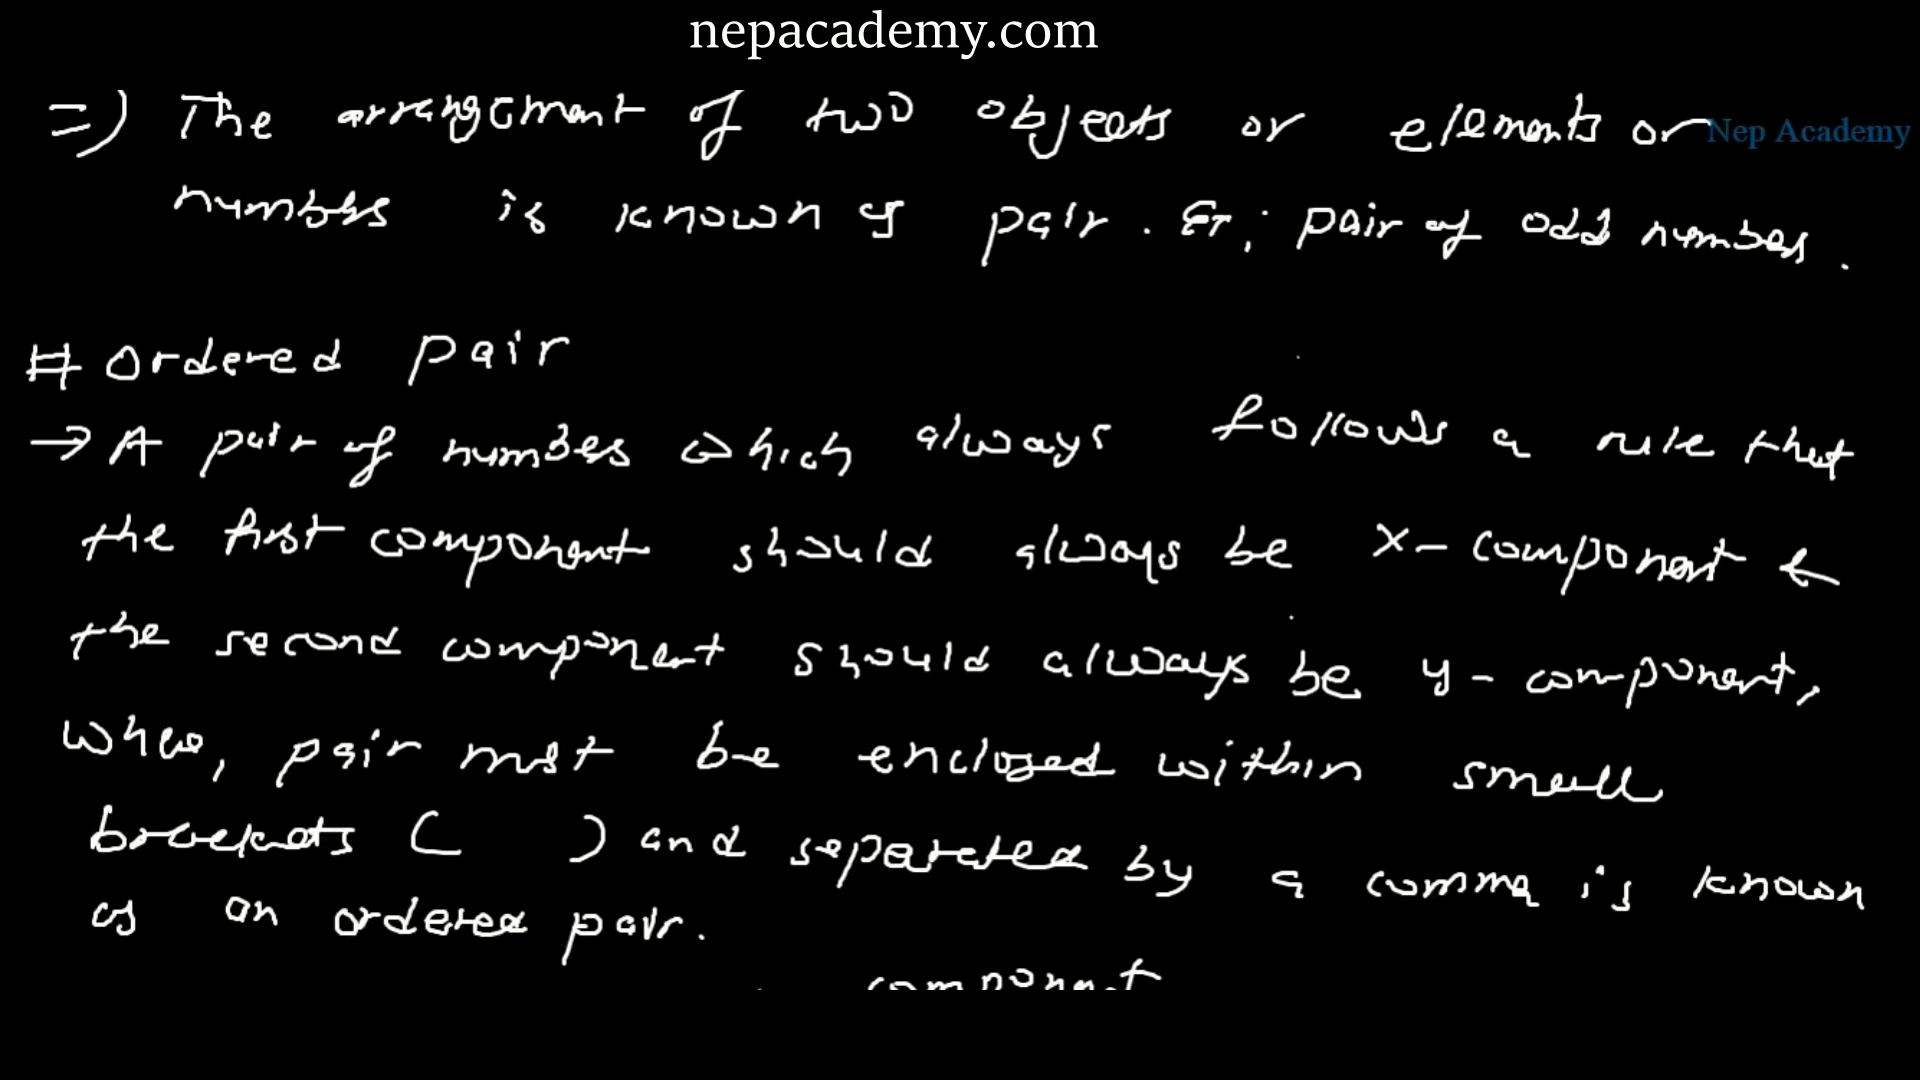 nepacademy.com
=) The arrangement of two objects or elements or Nep Academy
numbers is known as pair. Ex: pair of odd numbers.
# Ordered pair
→ A pair of numbers which always follows a rule that
the first component should always be x-component &
the second component should always be y-component,
where, pair must be enclosed within small
brackets ( ) and separated by a comma is known
as an ordered pair.
component